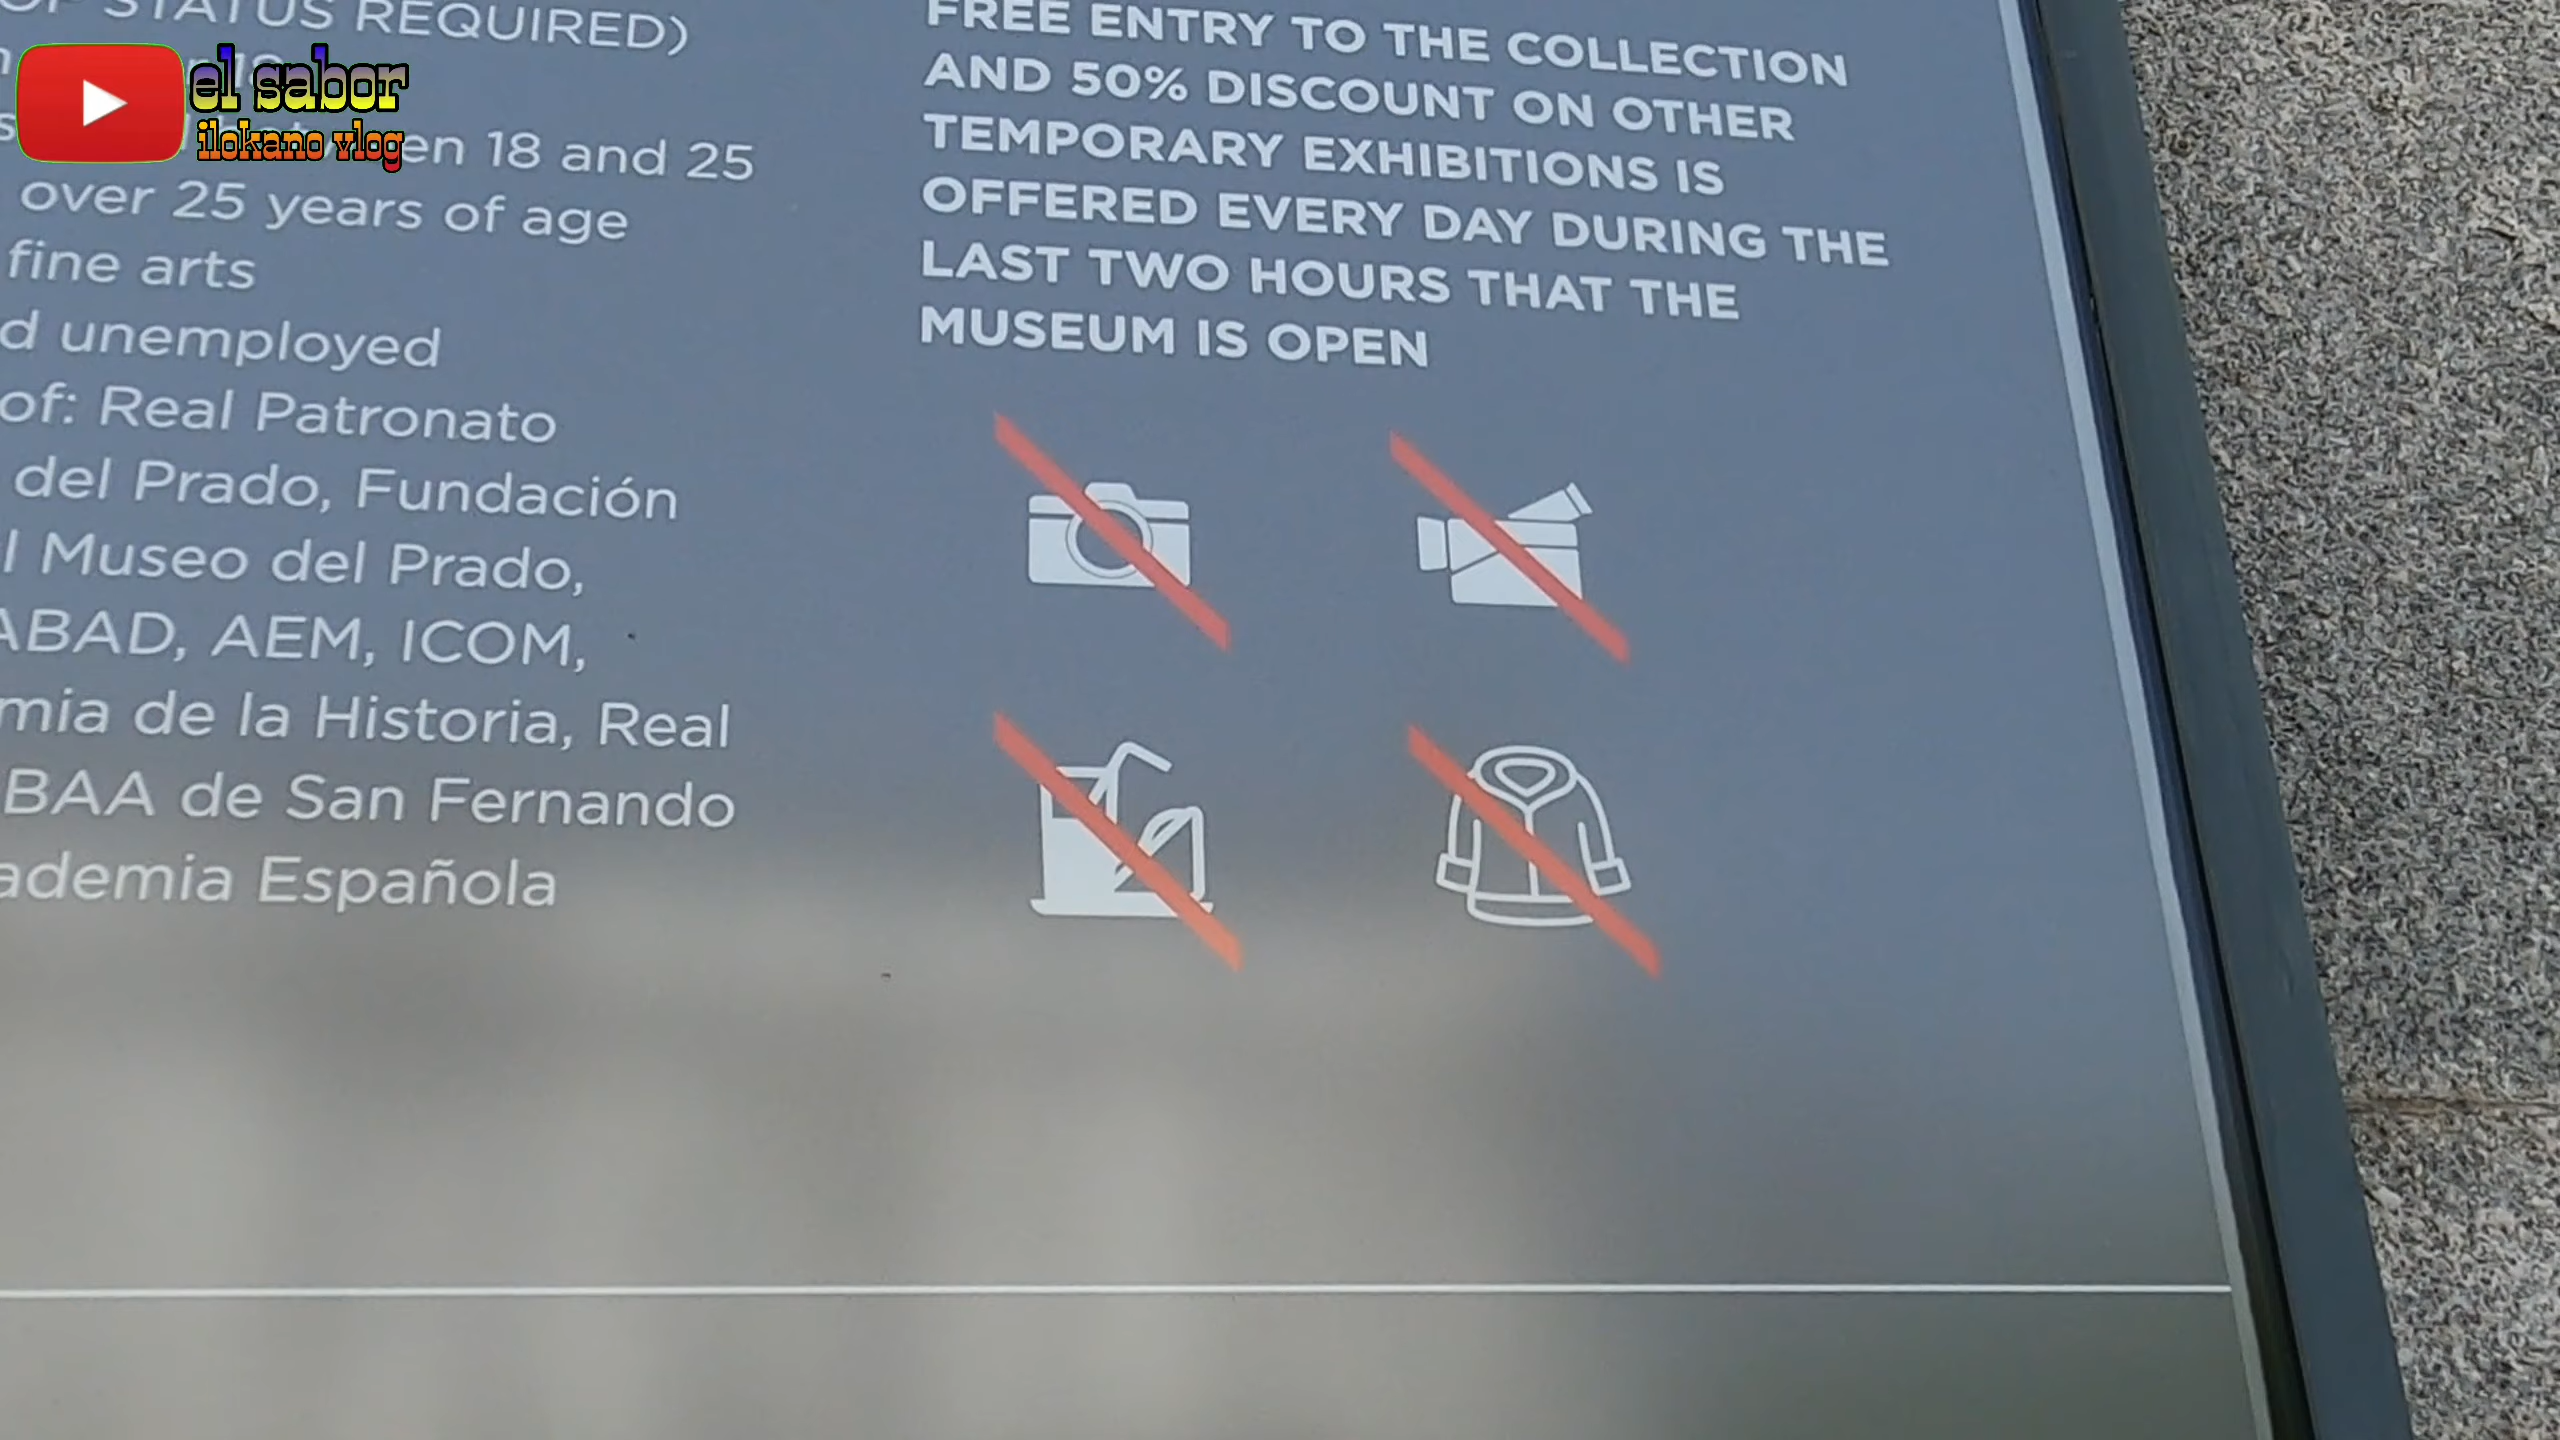 el sabor
ilokano vlog
STATUS REQUIRED)
18
en 18 and 25
over 25 years of age
fine arts
unemployed
of: Real Patronato
del Prado, Fundación
Museo del Prado,
ABAD, AEM, ICOM,
de la Historia, Real
BAA de San Fernando
Española
FREE ENTRY TO THE COLLECTION
AND 50% DISCOUNT ON OTHER
TEMPORARY EXHIBITIONS IS
OFFERED EVERY DAY DURING THE
LAST TWO HOURS THAT THE
MUSEUM IS OPEN